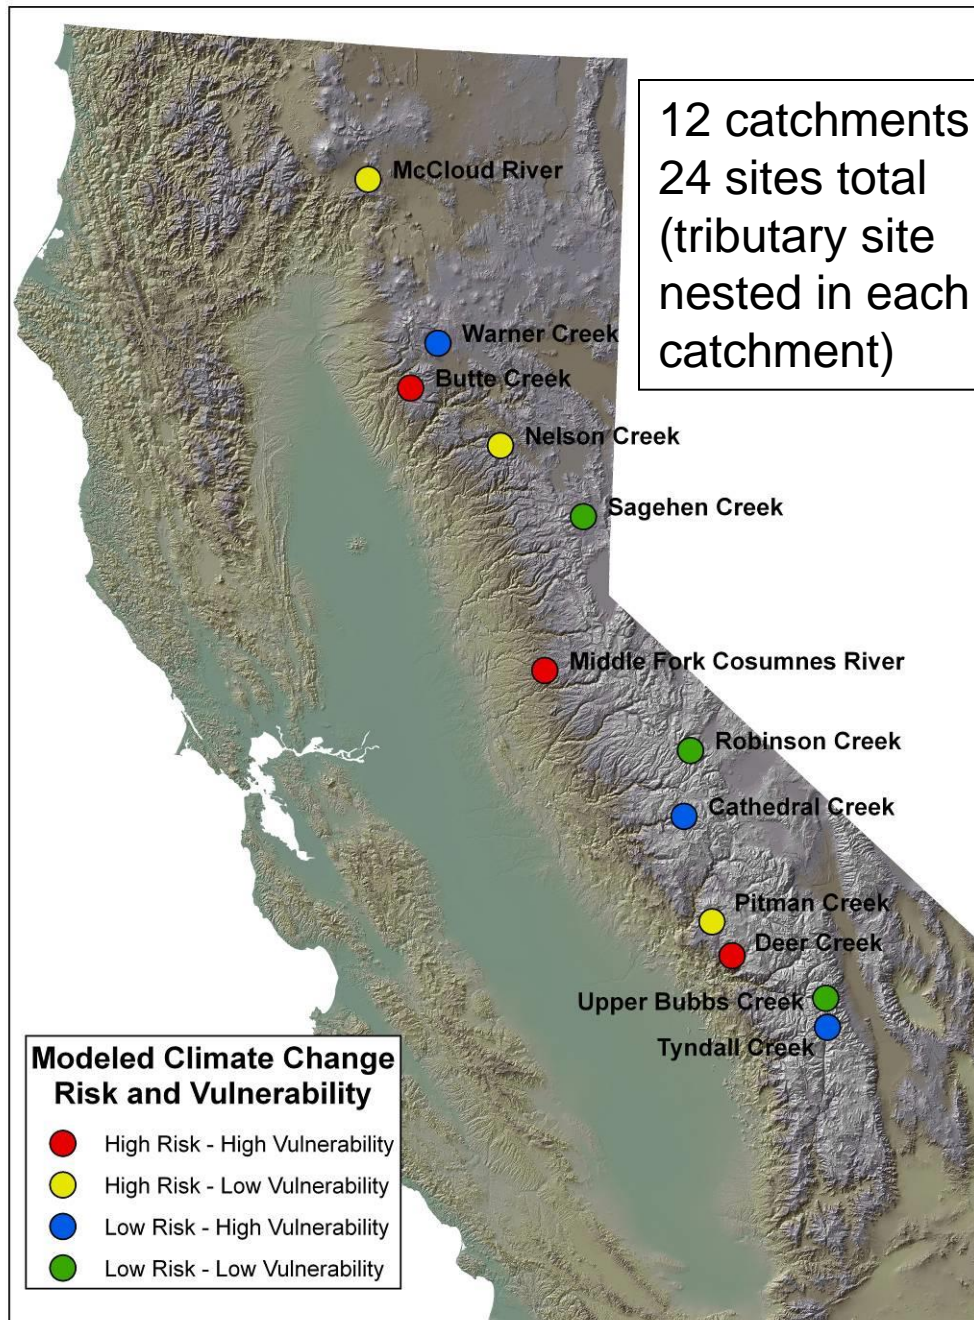 12 catchments
24 sites total
(tributary site
nested in each
catchment)
McCloud River
Warner Creek
Butte Creek
Nelson Creek
Sagehen Creek
Middle Fork Cosumnes River
Robinson Creek
Cathedral Creek
Pitman Creek
Deer Creek
Upper Bubbs Creek
Tyndall Creek
Modeled Climate Change
Risk and Vulnerability
High Risk - High Vulnerability
High Risk - Low Vulnerability
Low Risk - High Vulnerability
Low Risk - Low Vulnerability